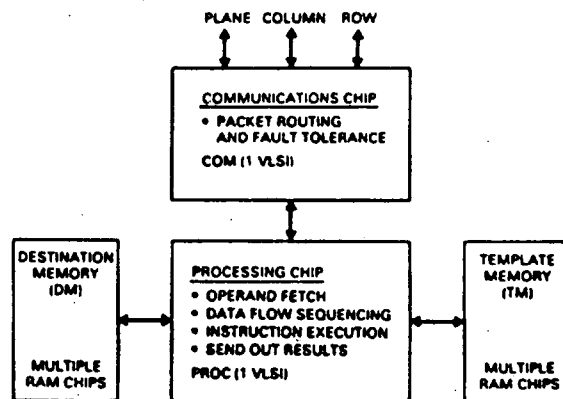 PLANE COLUMN ROW
COMMUNICATIONS CHIP
• PACKET ROUTING
AND FAULT TOLERANCE
COM (1 VLSI)
DESTINATION
MEMORY
(DM)
MULTIPLE
RAM CHIPS
PROCESSING CHIP
• OPERAND FETCH
• DATA FLOW SEQUENCING
• INSTRUCTION EXECUTION
• SEND OUT RESULTS
PROC (1 VLSI)
TEMPLATE
MEMORY
(TM)
MULTIPLE
RAM CHIPS